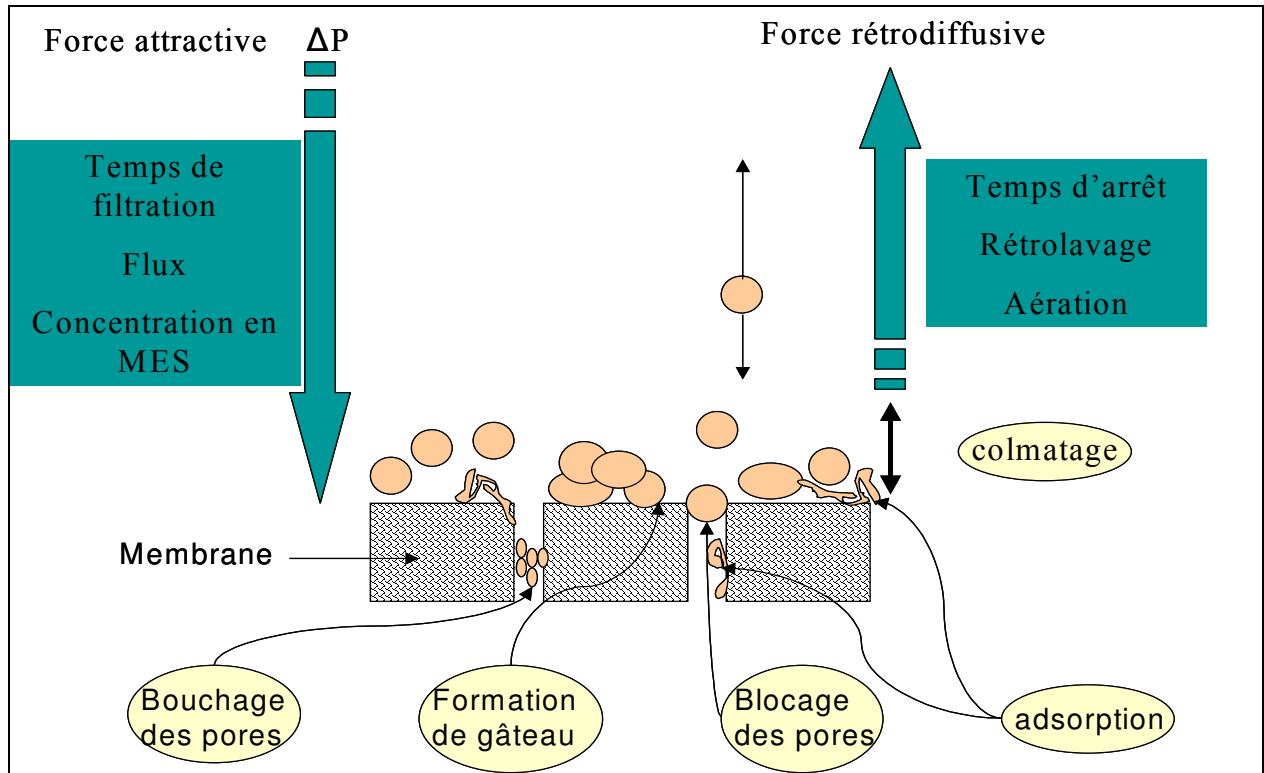 Force attractive ΔP
Force rétrodiffusive
Temps de
filtration
Flux
Concentration en
MES
Temps d'arrêt
Rétrolavage
Aération
colmatage
Membrane
Bouchage
des pores
Formation
de gâteau
Blocage
des pores
adsorption